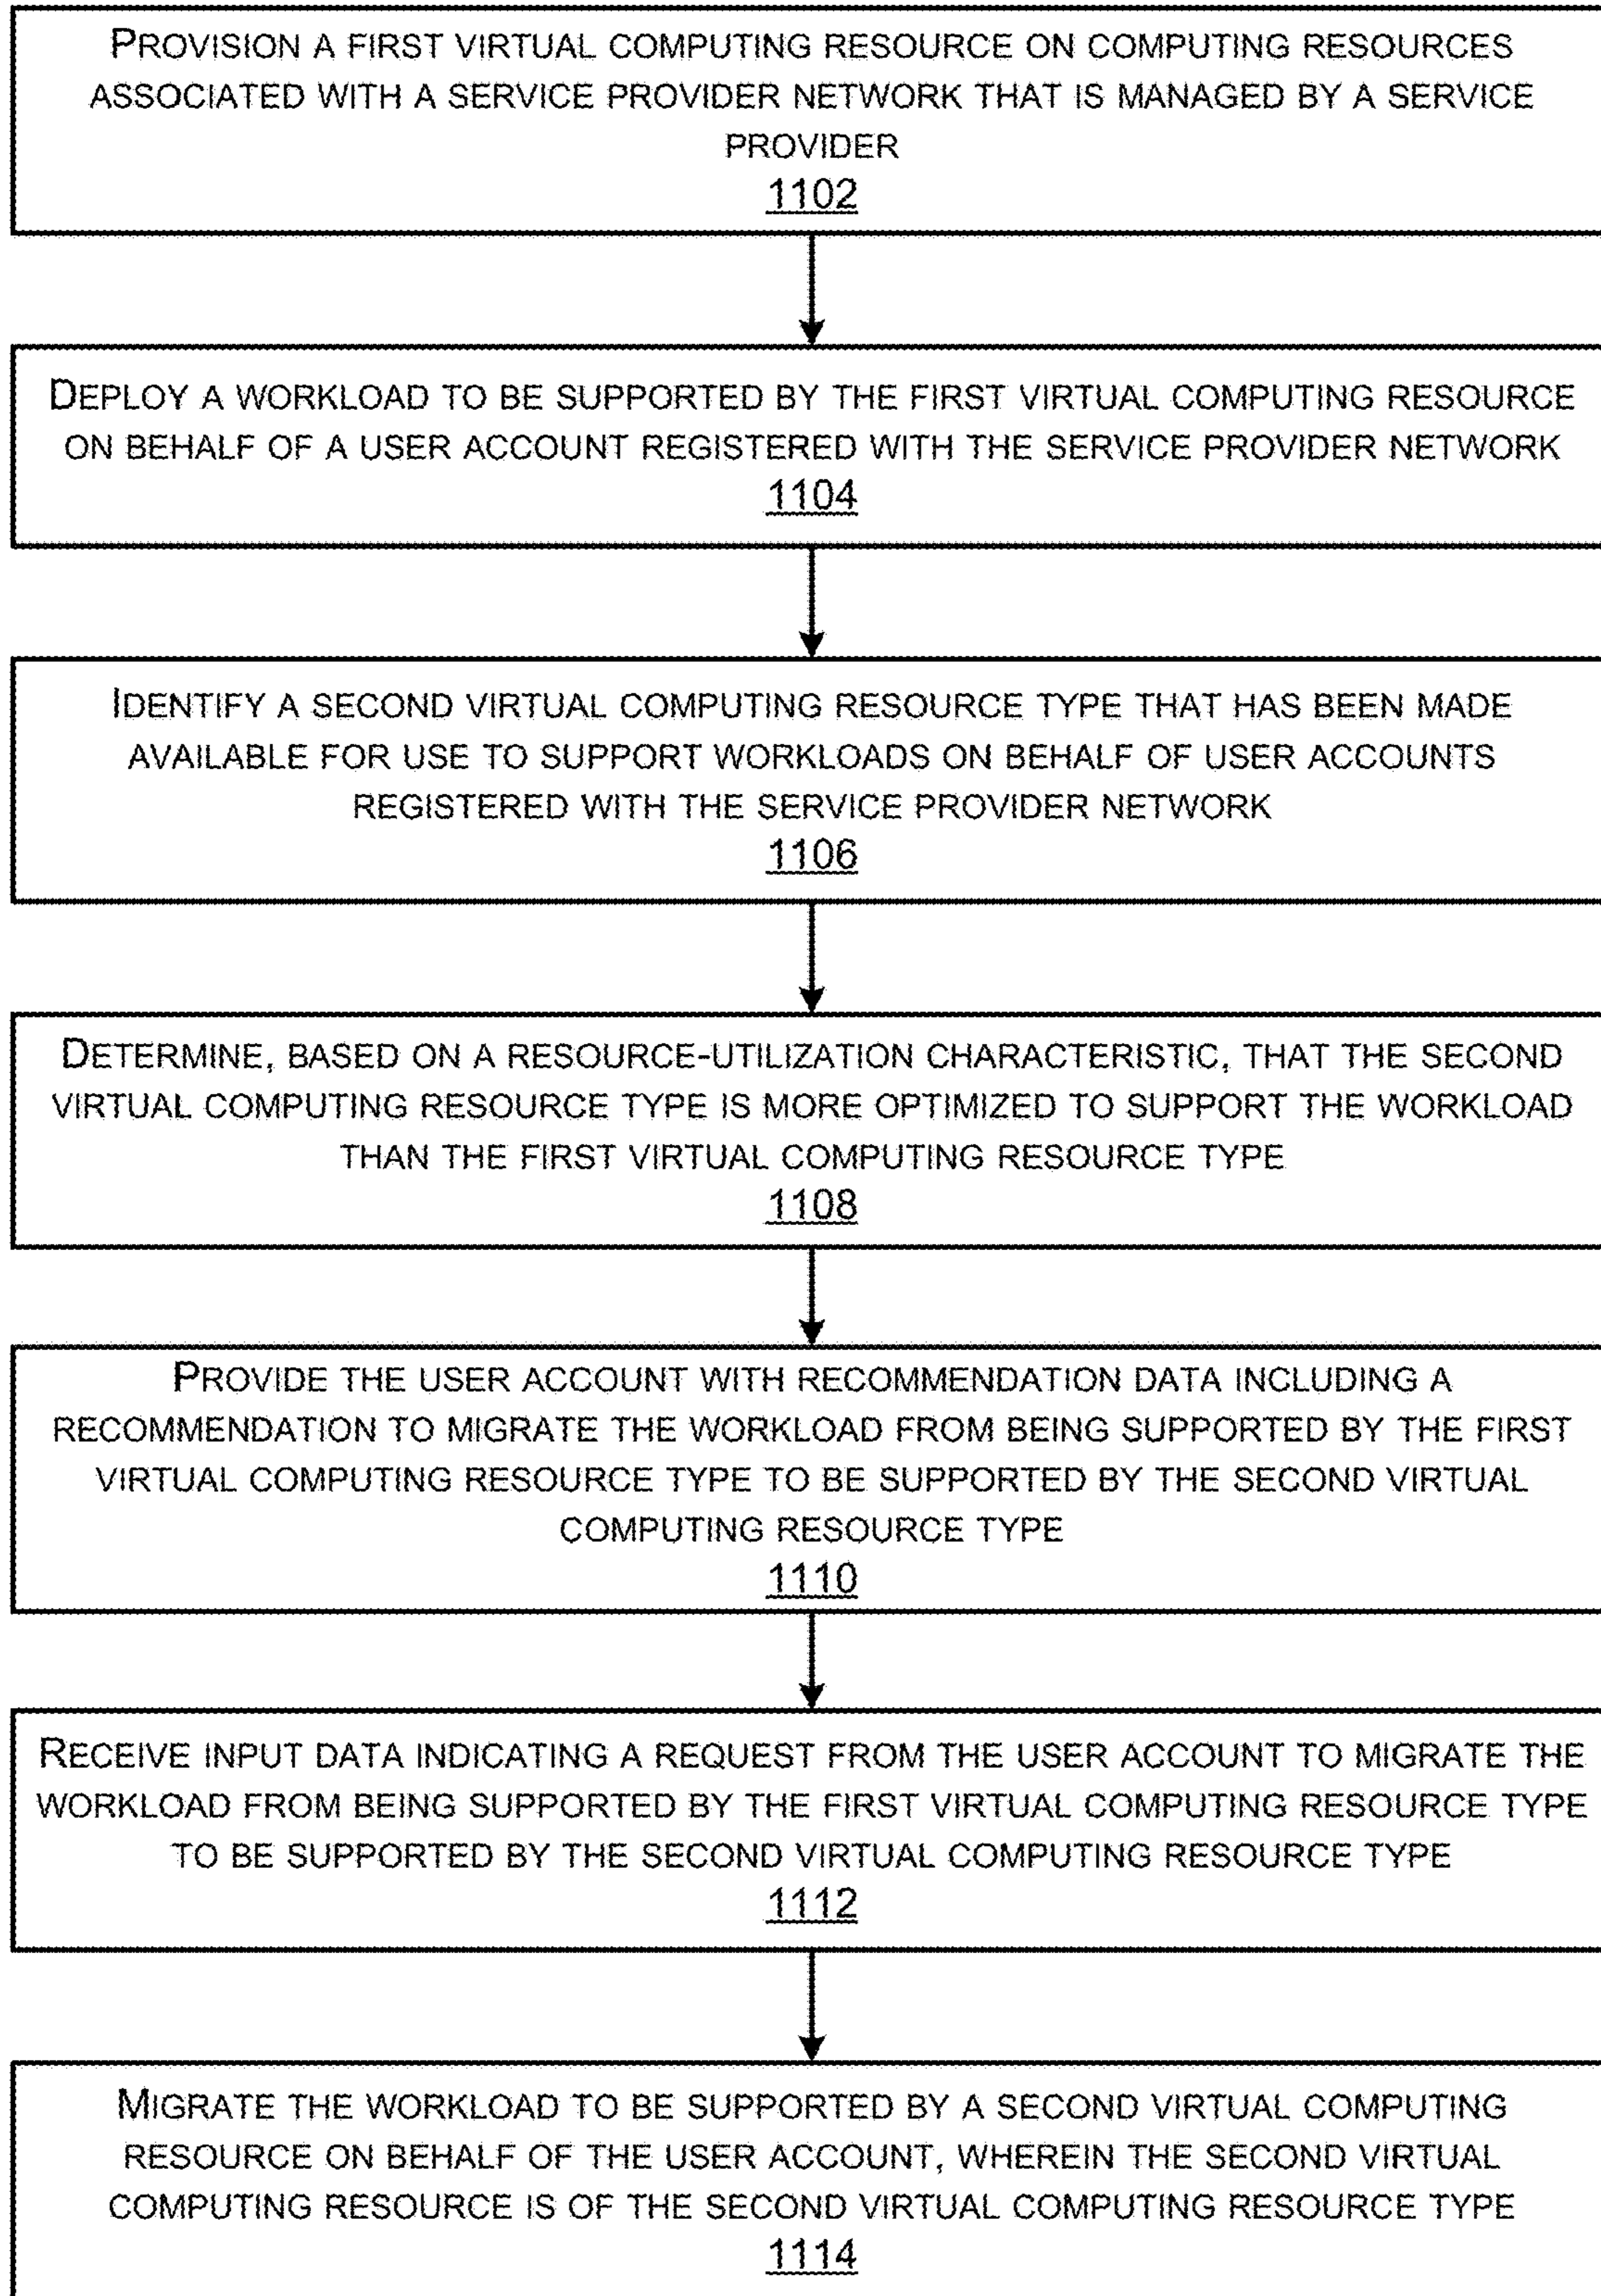 PROVISION A FIRST VIRTUAL COMPUTING RESOURCE ON COMPUTING RESOURCES
ASSOCIATED WITH A SERVICE PROVIDER NETWORK THAT IS MANAGED BY A SERVICE
PROVIDER
1102
DEPLOY A WORKLOAD TO BE SUPPORTED BY THE FIRST VIRTUAL COMPUTING RESOURCE
ON BEHALF OF A USER ACCOUNT REGISTERED WITH THE SERVICE PROVIDER NETWORK
1104
IDENTIFY A SECOND VIRTUAL COMPUTING RESOURCE TYPE THAT HAS BEEN MADE
AVAILABLE FOR USE TO SUPPORT WORKLOADS ON BEHALF OF USER ACCOUNTS
REGISTERED WITH THE SERVICE PROVIDER NETWORK
1106
DETERMINE, BASED ON A RESOURCE-UTILIZATION CHARACTERISTIC, THAT THE SECOND
VIRTUAL COMPUTING RESOURCE TYPE IS MORE OPTIMIZED TO SUPPORT THE WORKLOAD
THAN THE FIRST VIRTUAL COMPUTING RESOURCE TYPE
1108
PROVIDE THE USER ACCOUNT WITH RECOMMENDATION DATA INCLUDING A
RECOMMENDATION TO MIGRATE THE WORKLOAD FROM BEING SUPPORTED BY THE FIRST
VIRTUAL COMPUTING RESOURCE TYPE TO BE SUPPORTED BY THE SECOND VIRTUAL
COMPUTING RESOURCE TYPE
1110
RECEIVE INPUT DATA INDICATING A REQUEST FROM THE USER ACCOUNT TO MIGRATE THE
WORKLOAD FROM BEING SUPPORTED BY THE FIRST VIRTUAL COMPUTING RESOURCE TYPE
TO BE SUPPORTED BY THE SECOND VIRTUAL COMPUTING RESOURCE TYPE
1112
MIGRATE THE WORKLOAD TO BE SUPPORTED BY A SECOND VIRTUAL COMPUTING
RESOURCE ON BEHALF OF THE USER ACCOUNT, WHEREIN THE SECOND VIRTUAL
COMPUTING RESOURCE IS OF THE SECOND VIRTUAL COMPUTING RESOURCE TYPE
1114